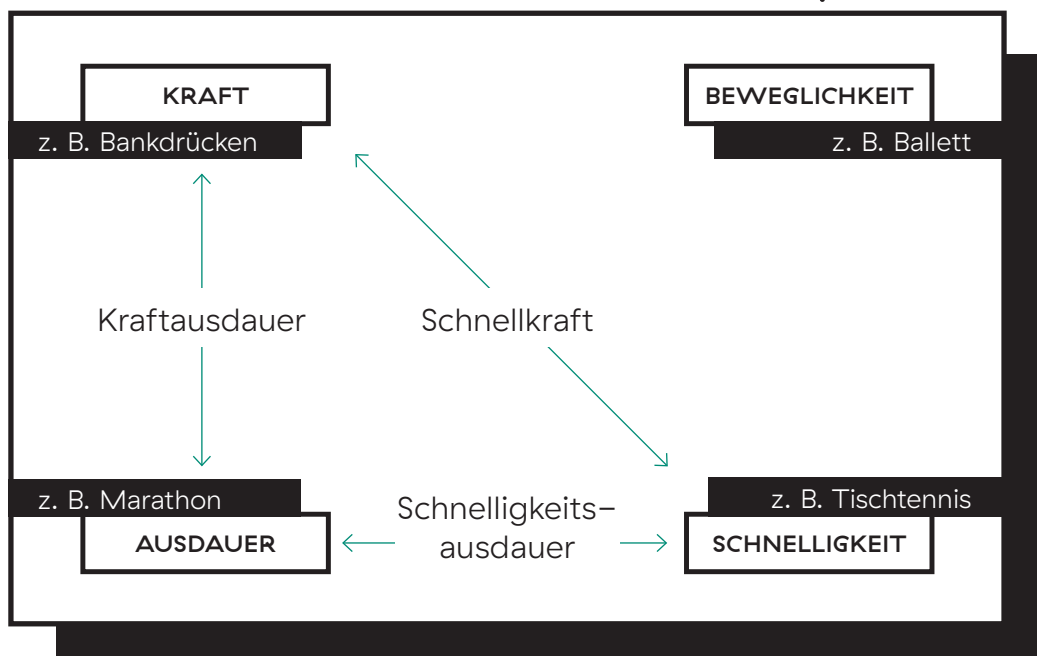 KRAFT
BEWEGLICHKEIT
z. B. Bankdrücken
z. B. Ballett
Kraftausdauer
Schnellkraft
z. B. Marathon
Schnelligkeits-
ausdauer
z. B. Tischtennis
AUSDAUER
SCHNELLIGKEIT